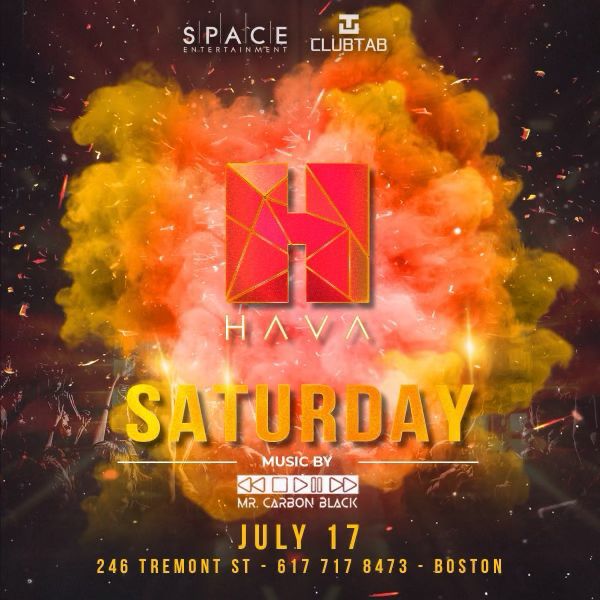 SPACE
ENTERTAINMENT
CLUBTAB
H
HAVA
SATURDAY
MUSIC BY
MR. CARBON BLACK
JULY 17
246 TREMONT ST - 617 717 8473 - BOSTON